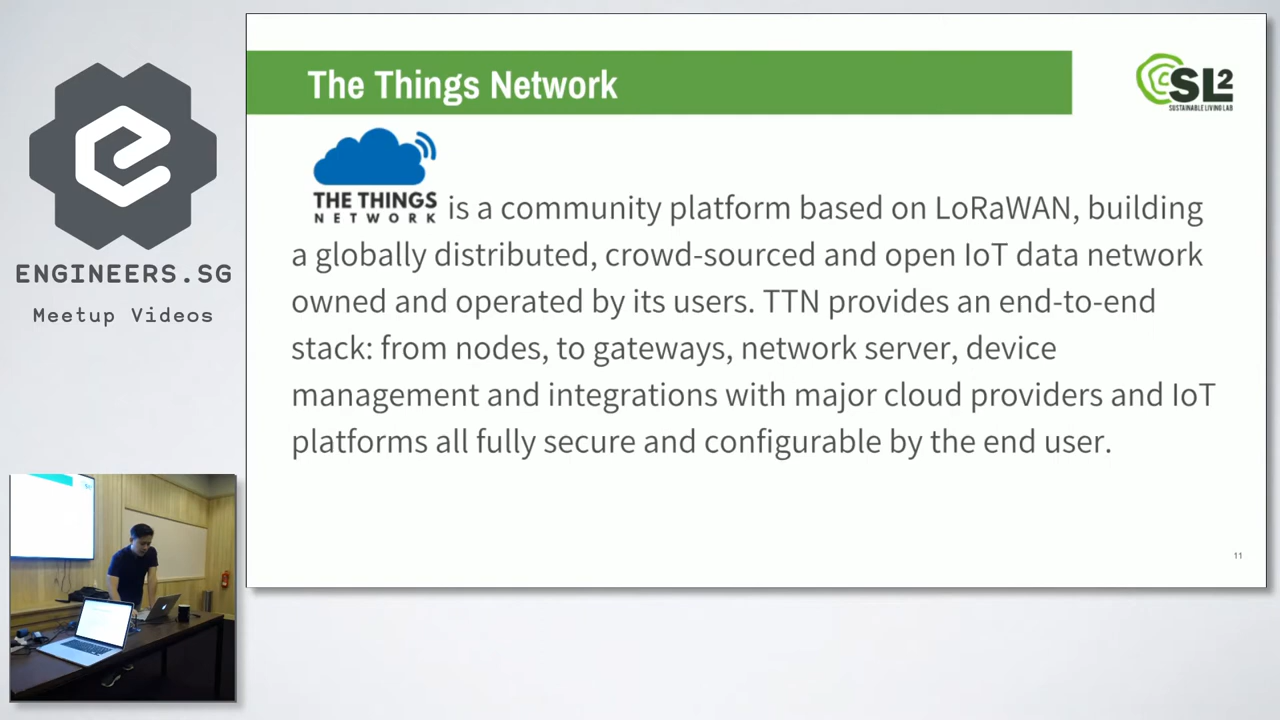 The Things Network
SL2
SUSTAINABLE LIVING LAB
THE THINGS
NETWORK
is a community platform based on LoRaWAN, building
a globally distributed, crowd-sourced and open IoT data network
owned and operated by its users. TTN provides an end-to-end
stack: from nodes, to gateways, network server, device
management and integrations with major cloud providers and IoT
platforms all fully secure and configurable by the end user.
11
ENGINEERS.SG
Meetup Videos